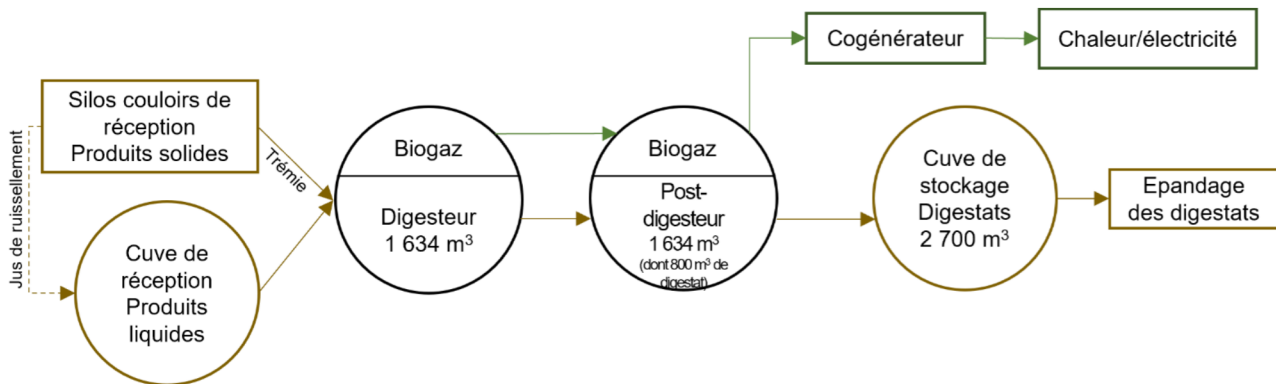 Silos couloirs de
réception
Produits solides
Jus de ruissellement
Trémie
Cuve de
réception
Produits
liquides
Biogaz
Digesteur
1 634 m³
Biogaz
Post-
digesteur
1 634 m³
(dont 800 m³ de
digestat)
Cogénérateur
Chaleur/électricité
Cuve de
stockage
Digestats
2 700 m³
Epandage
des digestats